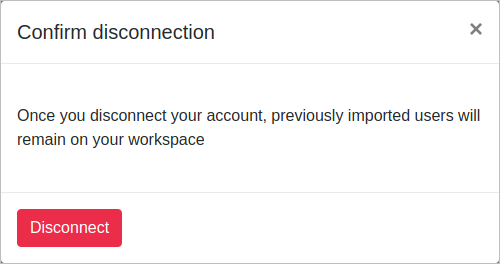 Confirm disconnection
×
Once you disconnect your account, previously imported users will
remain on your workspace
Disconnect